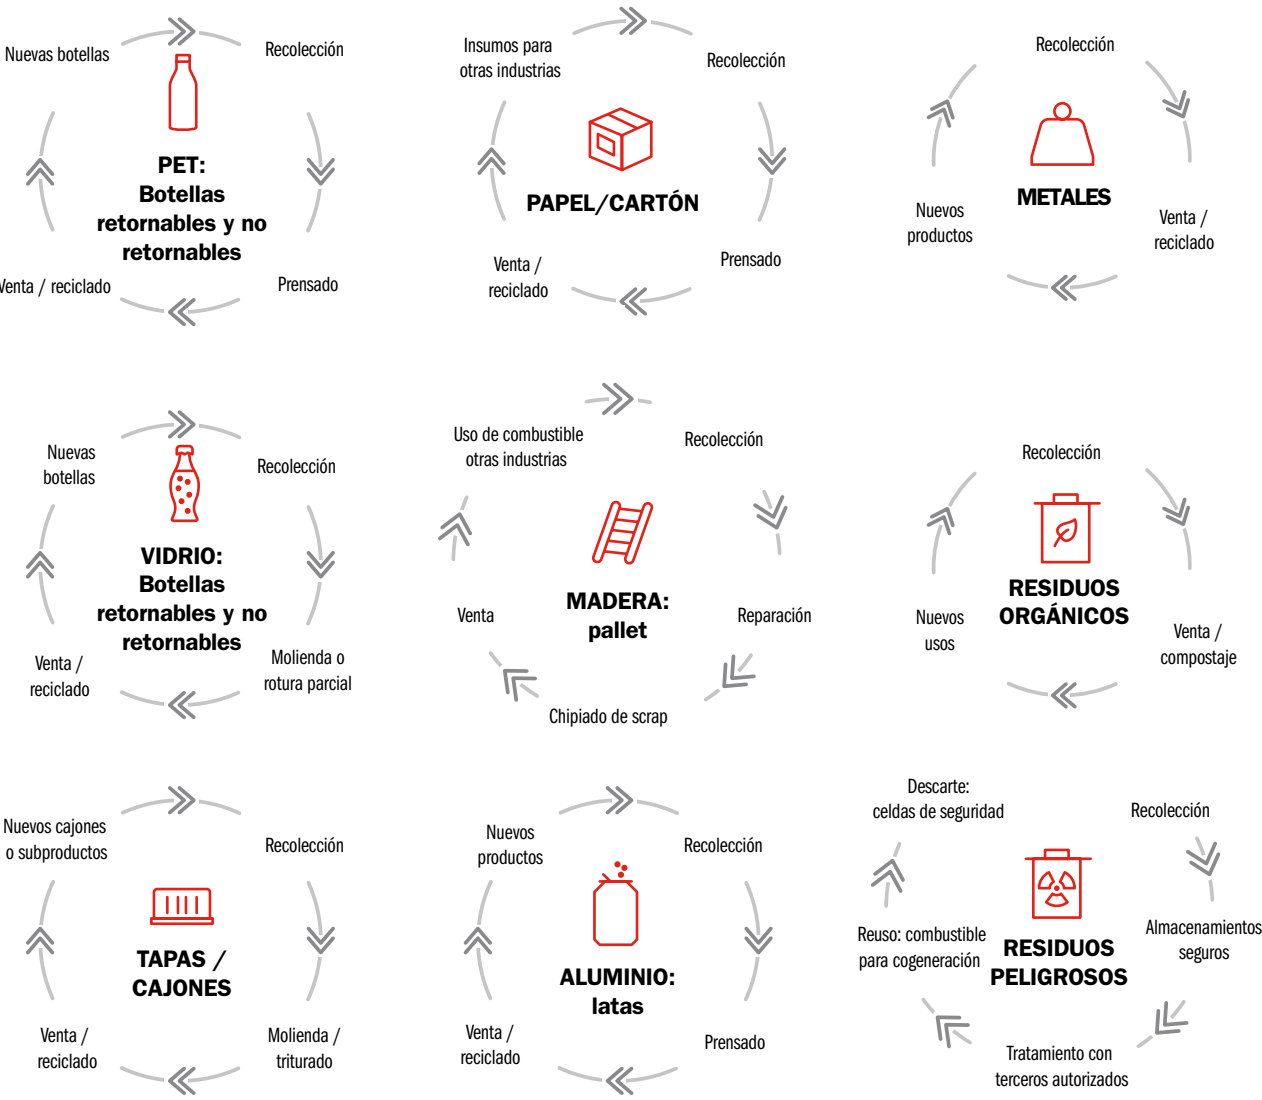 Nuevas botellas
Recolección
PET:
Botellas
retornables y no
retornables
Venta / reciclado
Prensado
Insumos para
otras industrias
Recolección
PAPEL/CARTÓN
Venta /
reciclado
Prensado
Recolección
METALES
Nuevos
productos
Venta /
reciclado
Nuevas
botellas
Recolección
VIDRIO:
Botellas
retornables y no
retornables
Venta /
reciclado
Molienda o
rotura parcial
Uso de combustible
otras industrias
Recolección
MADERA:
pallet
Venta
Reparación
Chipiado de scrap
Recolección
RESIDUOS
ORGÁNICOS
Nuevos
usos
Venta /
compostaje
Nuevos cajones
o subproductos
Recolección
TAPAS /
CAJONES
Venta /
reciclado
Molienda /
triturado
Nuevos
productos
Recolección
ALUMINIO:
latas
Venta /
reciclado
Prensado
Descarte:
celdas de seguridad
Recolección
Reuso: combustible
para cogeneración
RESIDUOS
PELIGROSOS
Almacenamientos
seguros
Tratamiento con
terceros autorizados